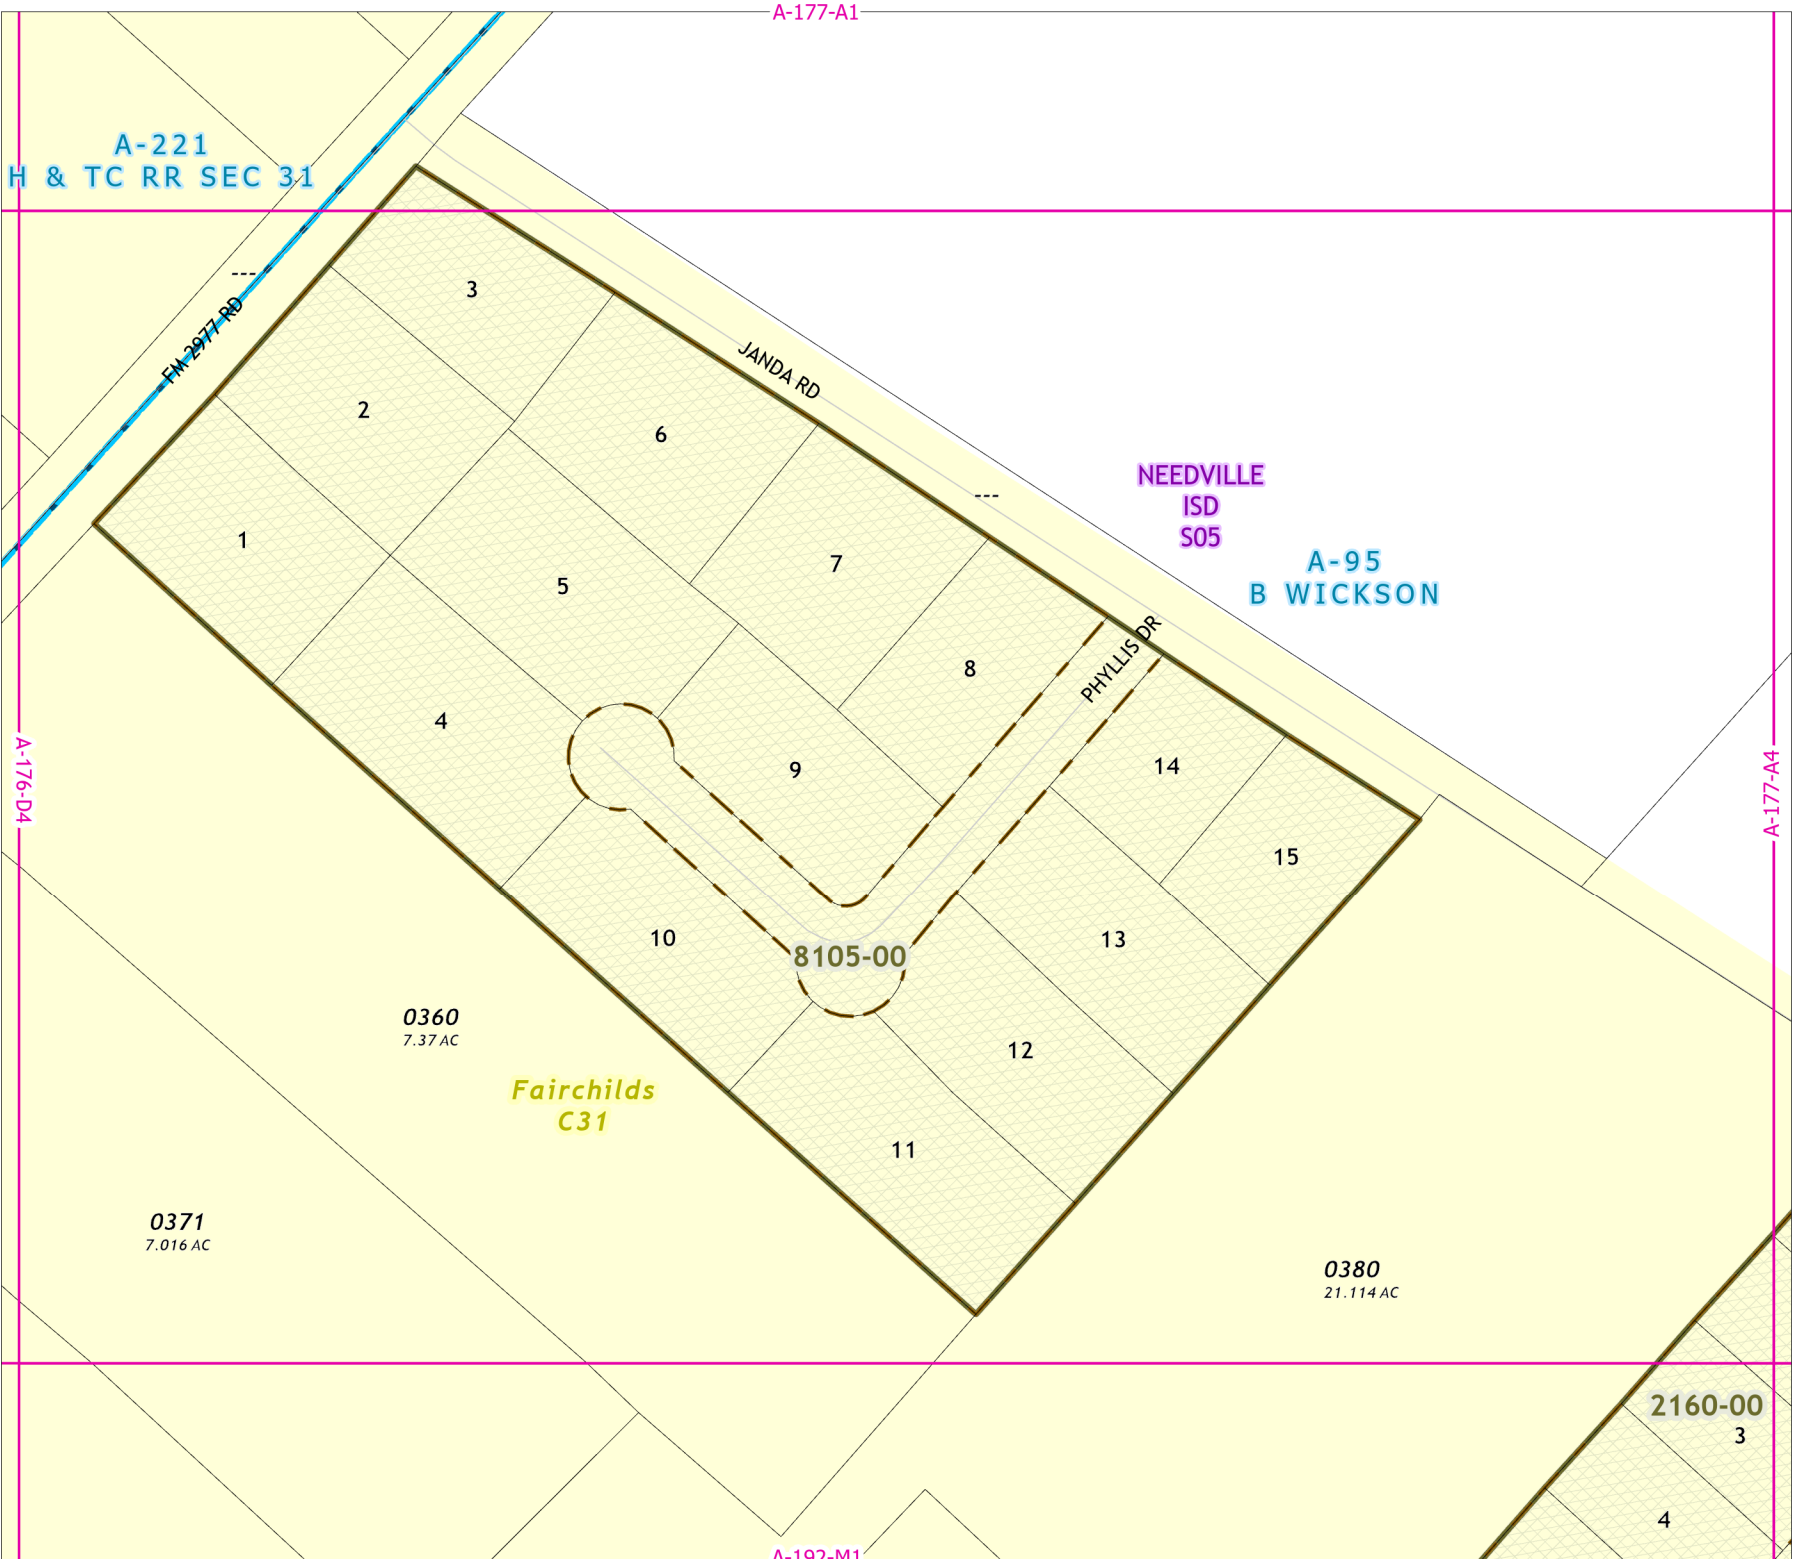 A-177-A1
A-221
H & TC RR SEC 31
---
FM 2977 RD
3
JANDA RD
2
6
NEEDVILLE
ISD
S05
---
1
7
A-95
B WICKSON
5
PHYLLIS DR
8
4
9
14
A-176-D4
A-177-A4
15
10
13
8105-00
0360
7.37 AC
12
Fairchilds
C31
11
0371
7.016 AC
0380
21.114 AC
2160-00
3
4
A-192-M1